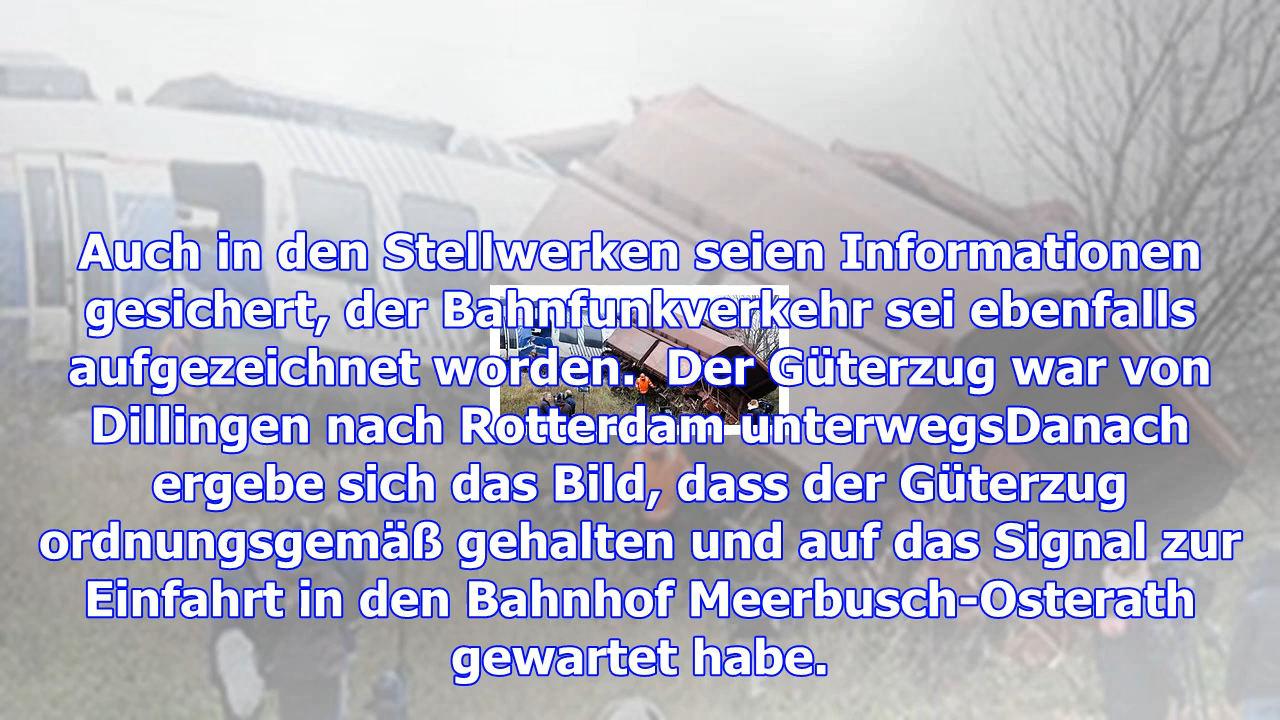 Auch in den Stellwerken seien Informationen
gesichert, der Bahnfunkverkehr sei ebenfalls
aufgezeichnet worden.  Der Güterzug war von
Dillingen nach Rotterdam unterwegsDanach
ergebe sich das Bild, dass der Güterzug
ordnungsgemäß gehalten und auf das Signal zur
Einfahrt in den Bahnhof Meerbusch-Osterath
gewartet habe.